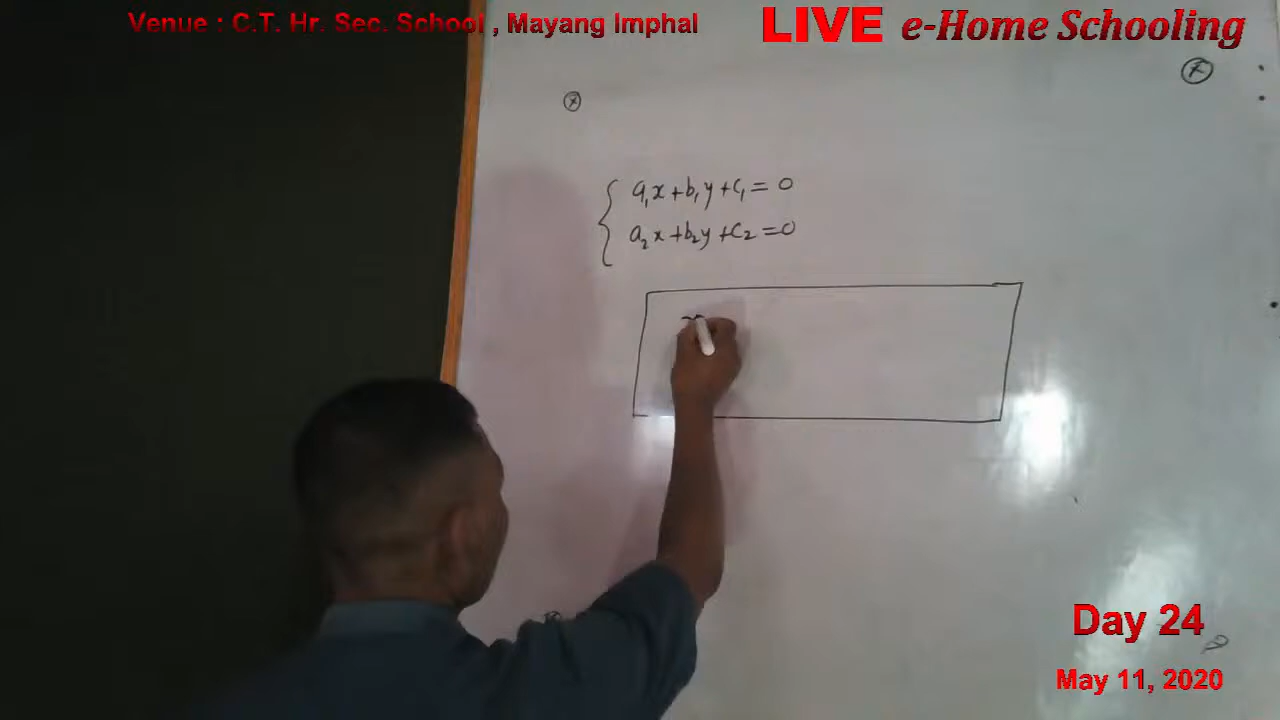 Venue : C.T. Hr. Sec. School , Mayang Imphal
LIVE e-Home Schooling
a₁x+b₁y+c₁=0
a₂x+b₂y+c₂=0
Day 24
May 11, 2020